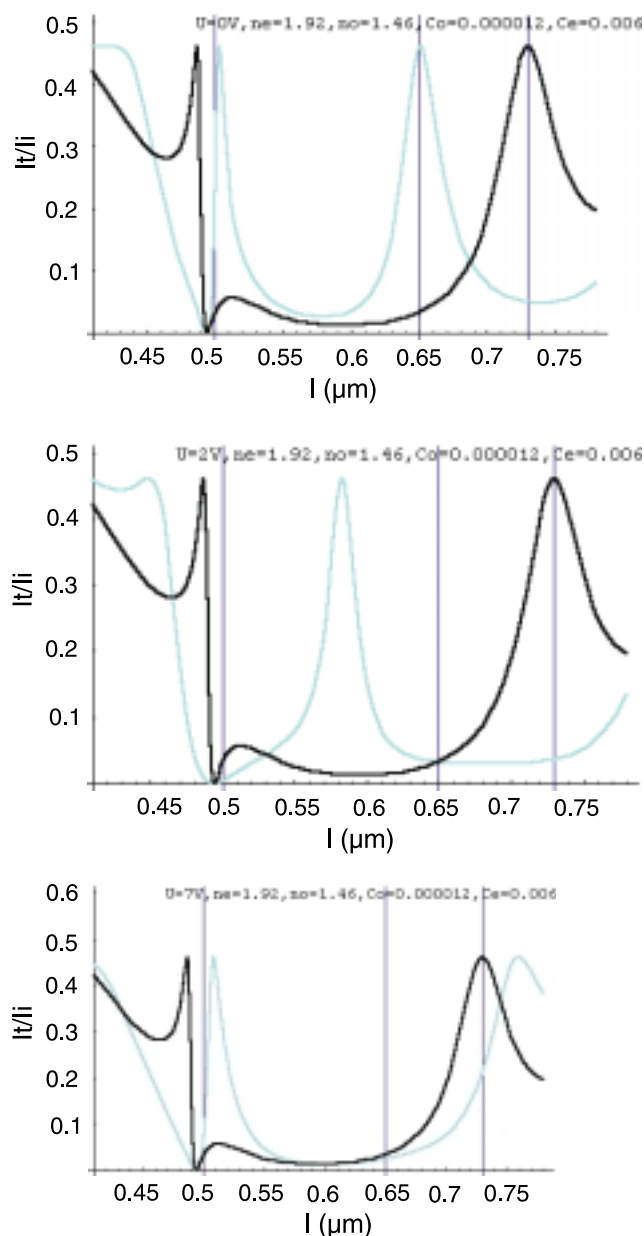 0.5
U=0V,ne=1.92,no=1.46,Co=0.000012,Ce=0.006
0.4
It/Ii
0.3
0.2
0.1
0.45 0.5 0.55 0.6 0.65 0.7 0.75
l (µm)
0.5
U=2V,ne=1.92,no=1.46,Co=0.000012,Ce=0.006
0.4
It/Ii
0.3
0.2
0.1
0.45 0.5 0.55 0.6 0.65 0.7 0.75
l (µm)
0.6
U=7V,ne=1.92,no=1.46,Co=0.000012,Ce=0.006
0.5
0.4
It/Ii
0.3
0.2
0.1
0.45 0.5 0.55 0.6 0.65 0.7 0.75
l (µm)